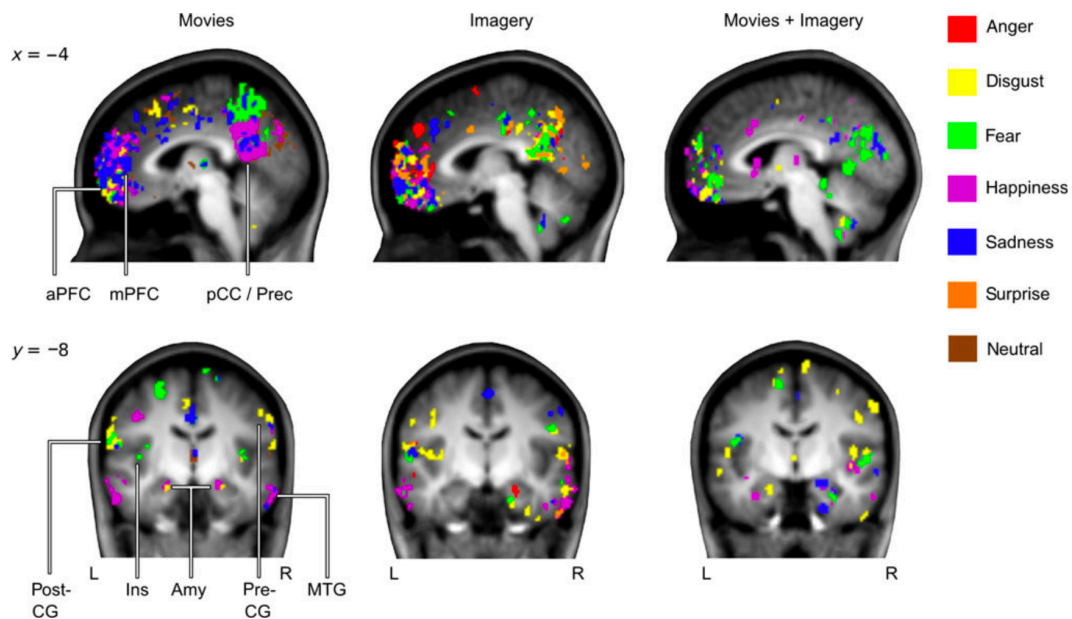 Movies
Imagery
Movies + Imagery
x = −4
Anger
Disgust
Fear
Happiness
Sadness
Surprise
Neutral
aPFC
mPFC
pCC / Prec
y = −8
L
R
L
R
L
R
Post-
CG
Ins
Amy
Pre-
CG
MTG